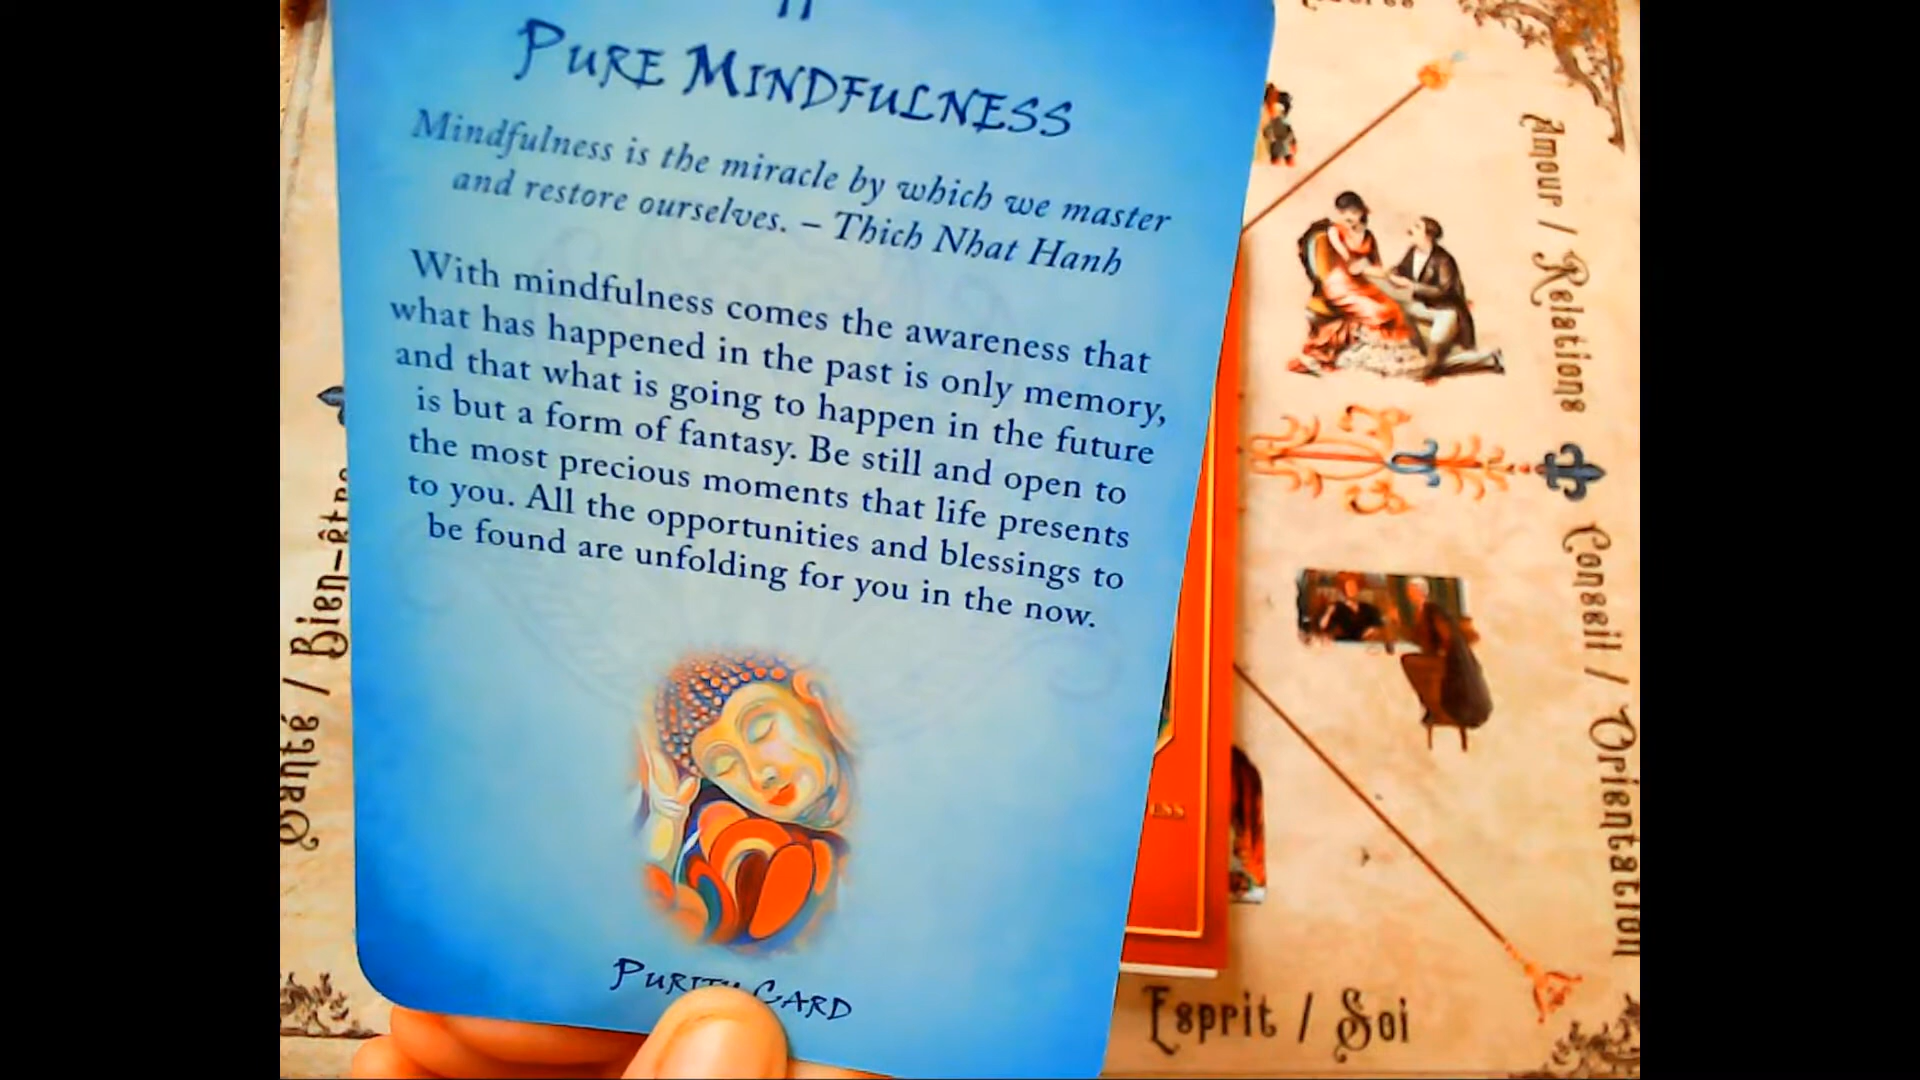 PURE MINDFULNESS
Mindfulness is the miracle by which we master
and restore ourselves. – Thich Nhat Hanh
With mindfulness comes the awareness that
what has happened in the past is only memory,
and that what is going to happen in the future
is but a form of fantasy. Be still and open to
the most precious moments that life presents
to you. All the opportunities and blessings to
be found are unfolding for you in the now.
PURITY CARD
Santé / Bien-être
Amour / Relations
Conseil / Orientation
Esprit / Soi